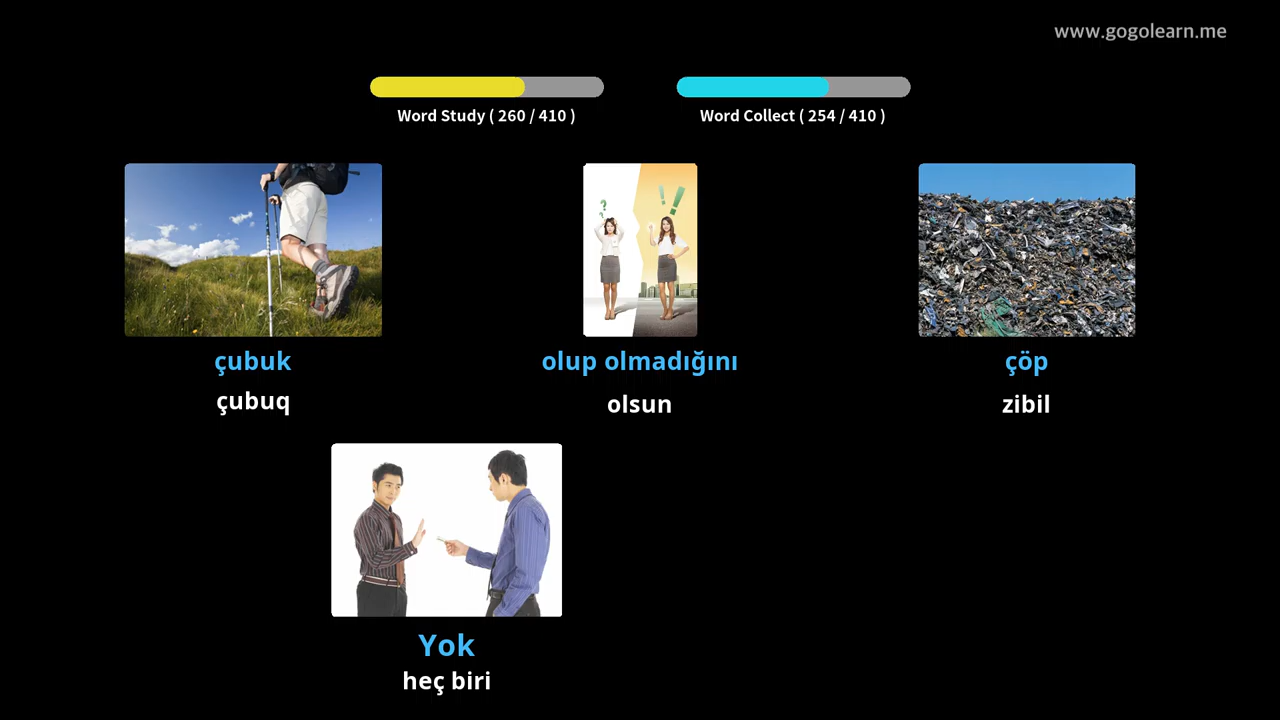 www.gogolearn.me
Word Study ( 260 / 410 )
Word Collect ( 254 / 410 )
çubuk
çubuq
olup olmadığını
olsun
çöp
zibil
Yok
heç biri